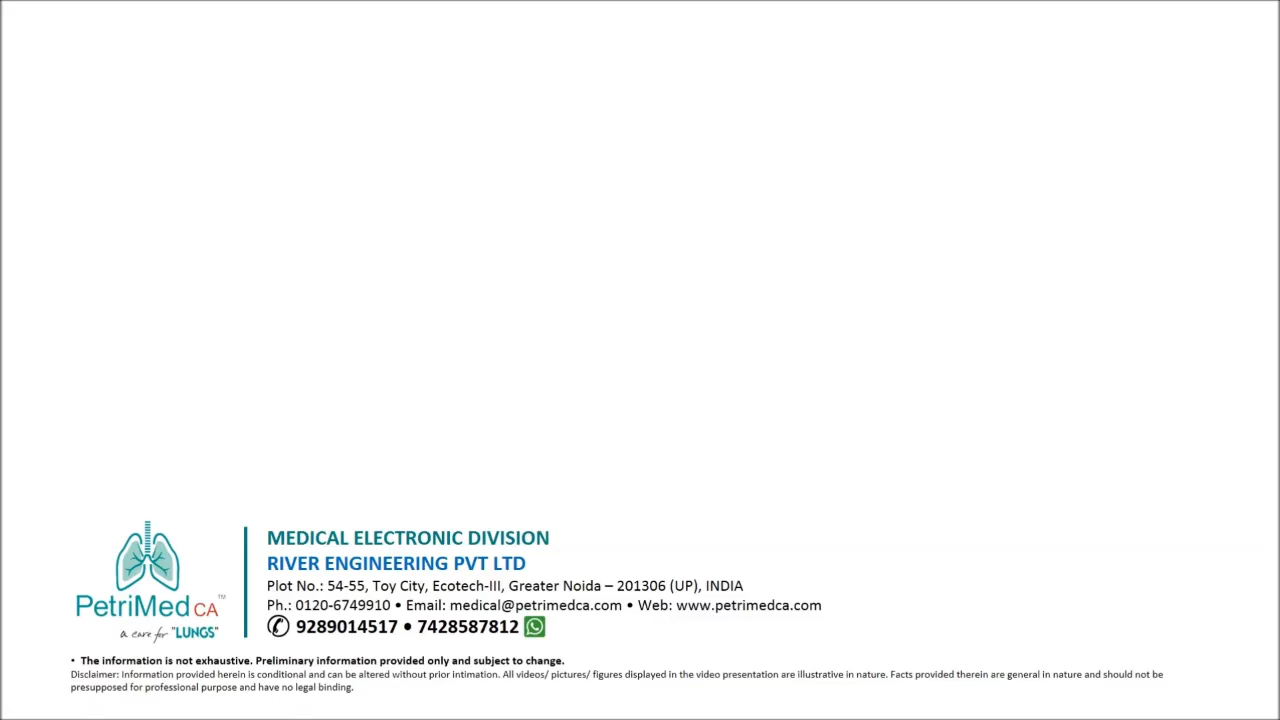 PetriMed CA™
a care for "LUNGS"
MEDICAL ELECTRONIC DIVISION
RIVER ENGINEERING PVT LTD
Plot No.: 54-55, Toy City, Ecotech-III, Greater Noida – 201306 (UP), INDIA
Ph.: 0120-6749910 • Email: medical@petrimedca.com • Web: www.petrimedca.com
✆ 9289014517 • 7428587812
• The information is not exhaustive. Preliminary information provided only and subject to change.
Disclaimer: Information provided herein is conditional and can be altered without prior intimation. All videos/ pictures/ figures displayed in the video presentation are illustrative in nature. Facts provided therein are general in nature and should not be
presupposed for professional purpose and have no legal binding.